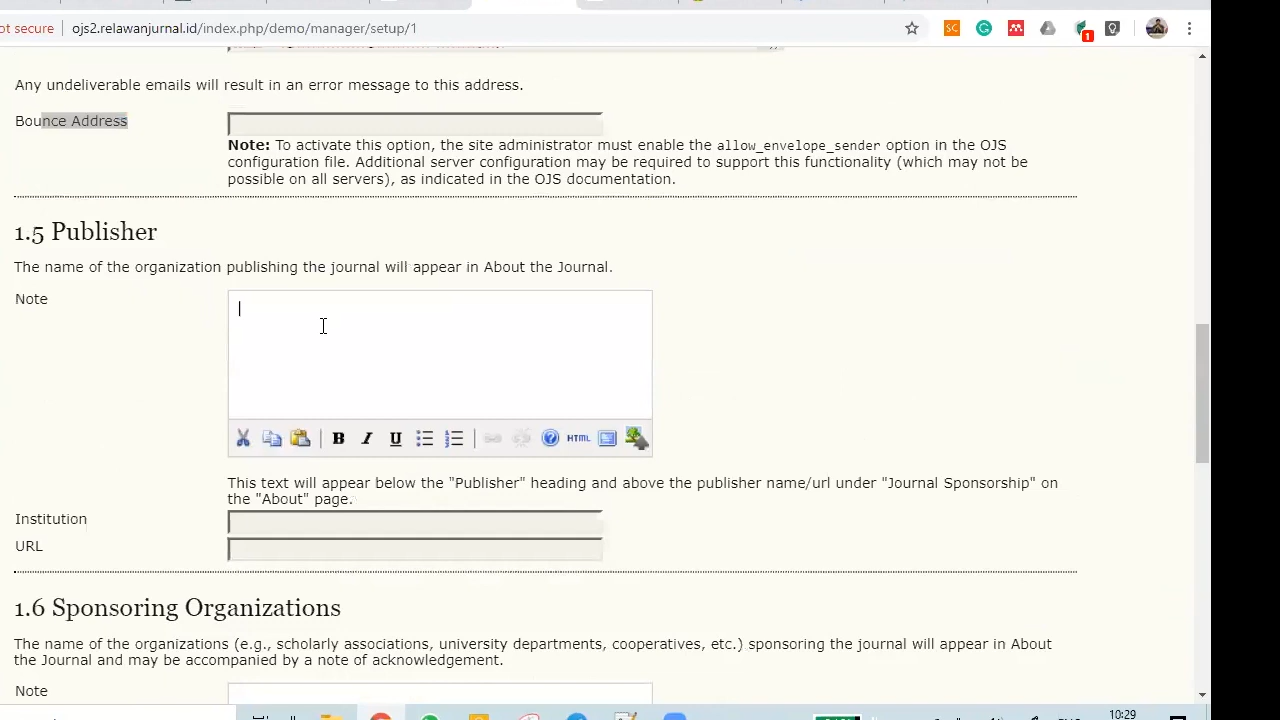 ot secure
ojs2.relawanjournal.id/index.php/demo/manager/setup/1
SC
1
Any undeliverable emails will result in an error message to this address.
Bounce Address
Note: To activate this option, the site administrator must enable the allow_envelope_sender option in the OJS
configuration file. Additional server configuration may be required to support this functionality (which may not be
possible on all servers), as indicated in the OJS documentation.
1.5 Publisher
The name of the organization publishing the journal will appear in About the Journal.
Note
B I U
HTML
This text will appear below the "Publisher" heading and above the publisher name/url under "Journal Sponsorship" on
the "About" page.
Institution
URL
1.6 Sponsoring Organizations
The name of the organizations (e.g., scholarly associations, university departments, cooperatives, etc.) sponsoring the journal will appear in About
the Journal and may be accompanied by a note of acknowledgement.
Note
10:29